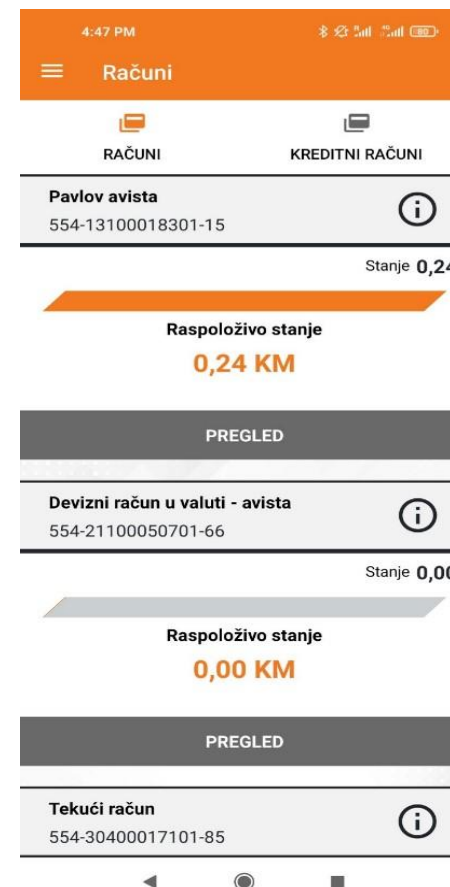 4:47 PM
80
Računi
RAČUNI
KREDITNI RAČUNI
Pavlov avista
554-13100018301-15
Stanje 0,24
Raspoloživo stanje
0,24 KM
PREGLED
Devizni račun u valuti - avista
554-21100050701-66
Stanje 0,00
Raspoloživo stanje
0,00 KM
PREGLED
Tekući račun
554-30400017101-85